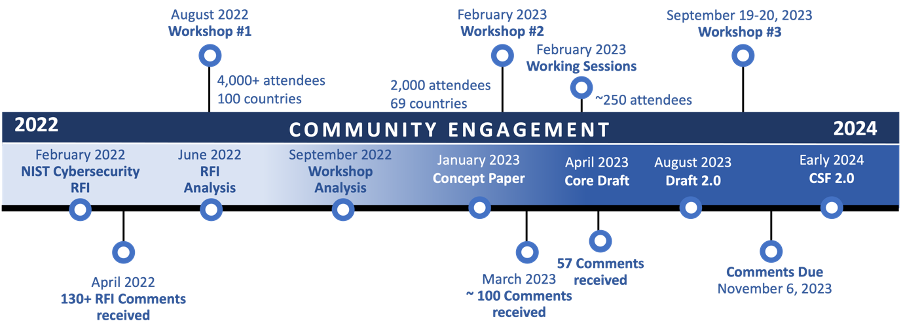 August 2022
Workshop #1
4,000+ attendees
100 countries
February 2023
Workshop #2
2,000 attendees
69 countries
February 2023
Working Sessions
~250 attendees
September 19-20, 2023
Workshop #3
2022
COMMUNITY ENGAGEMENT
2024
February 2022
NIST Cybersecurity
RFI
June 2022
RFI
Analysis
September 2022
Workshop
Analysis
January 2023
Concept Paper
April 2023
Core Draft
August 2023
Draft 2.0
Early 2024
CSF 2.0
April 2022
130+ RFI Comments
received
March 2023
~ 100 Comments
received
57 Comments
received
Comments Due
November 6, 2023